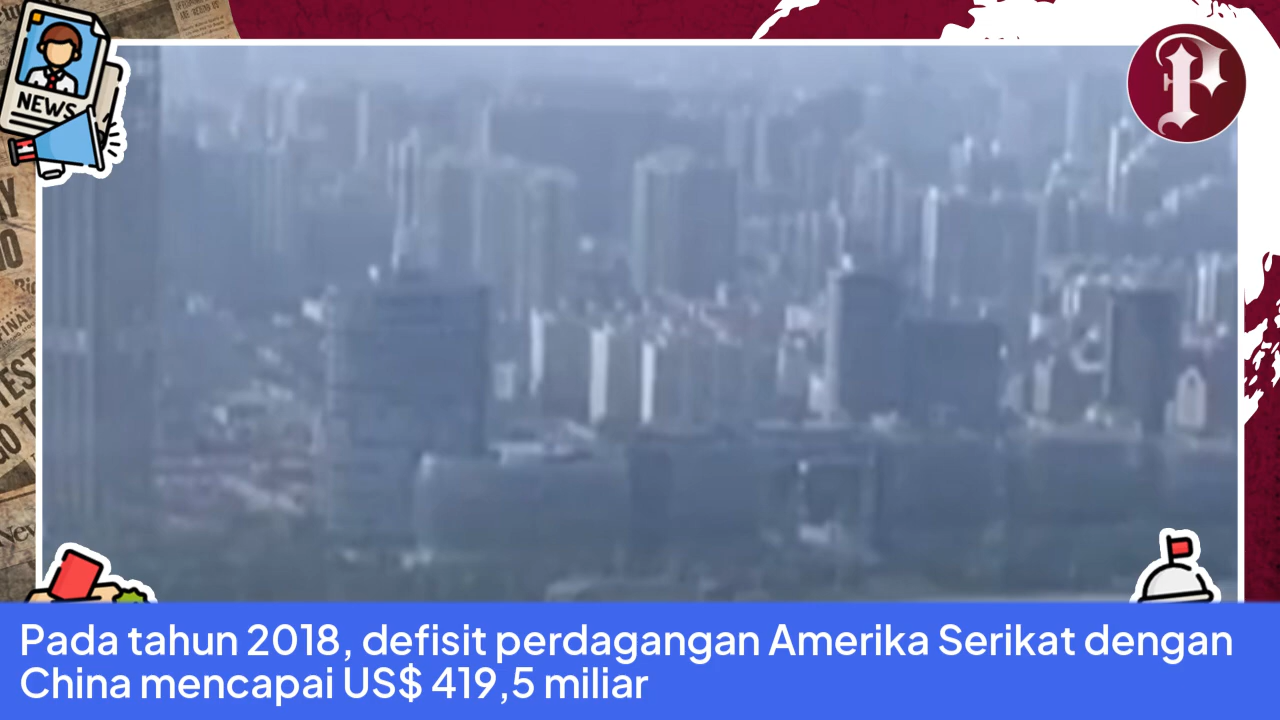 NEWS
Pada tahun 2018, defisit perdagangan Amerika Serikat dengan
China mencapai US$ 419,5 miliar